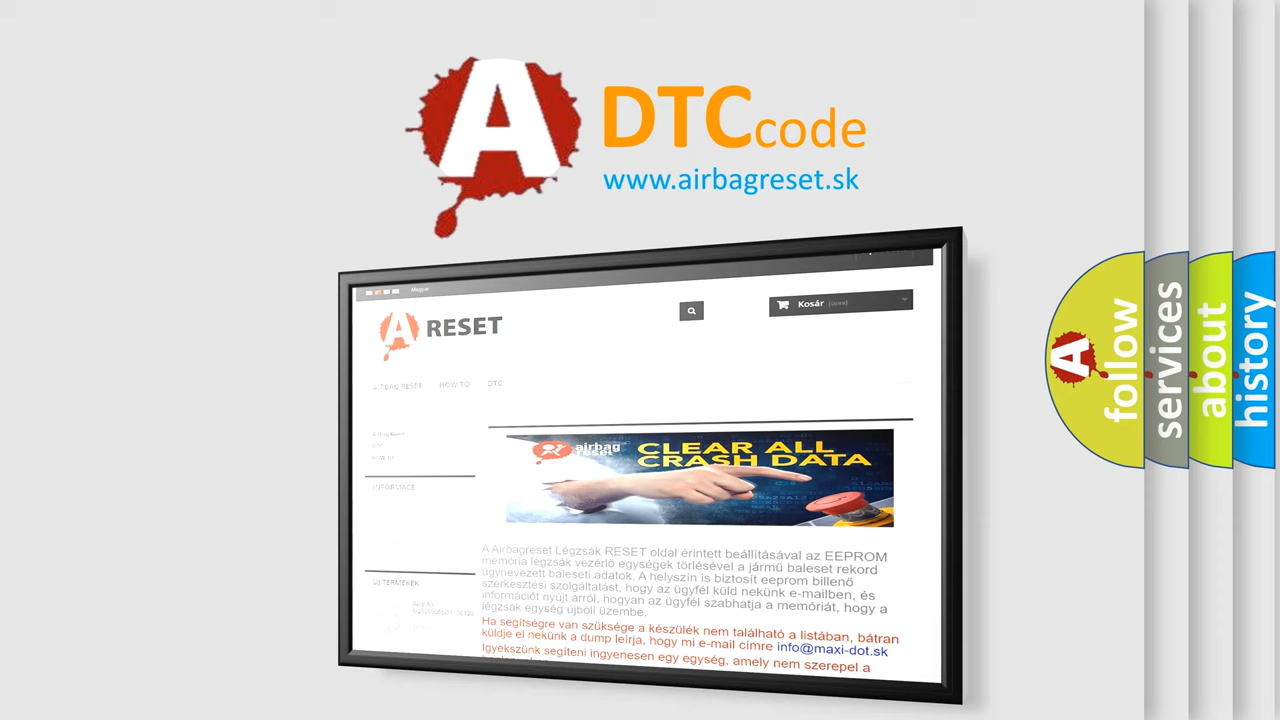 A
DTC code
www.airbagreset.sk
Magyar
A RESET
Kosár (üres)
AIRBAG RESET HOW TO DTC
INFORMACE
airbag
reset
CLEAR ALL
CRASH DATA
A Airbagreset Légzsák RESET oldal érintett beállításával az EEPROM
memória légzsák vezérlő egységek törlésével a jármű baleset rekord
úgynevezett baleseti adatok. A helyszín is biztosít eeprom billenő
szerkesztési szolgáltatást, hogy az ügyfél küld nekünk e-mailben, és
információt nyújt arról, hogyan az ügyfél szabhatja a memóriát, hogy a
légzsák egység újbóli üzembe.
Ha segítségre van szüksége a készülék nem található a listában, bátran
küldje el nekünk a dump leírja, hogy mi e-mail címre info@maxi-dot.sk
Igyekszünk segíteni ingyenesen egy egység, amely nem szerepel a
ÚJ TERMÉKEK
A
follow
services
about
history